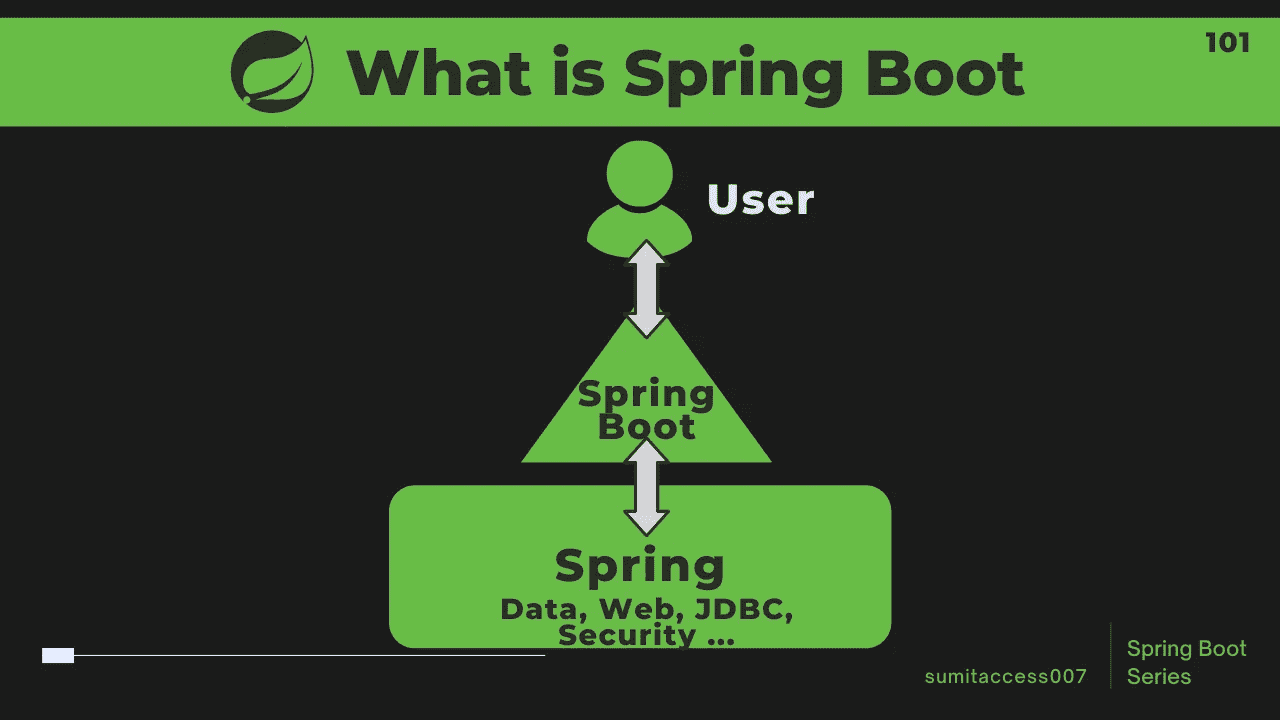 What is Spring Boot
101
User
Spring
Boot
Spring
Data, Web, JDBC,
Security ...
sumitaccess007
Spring Boot
Series